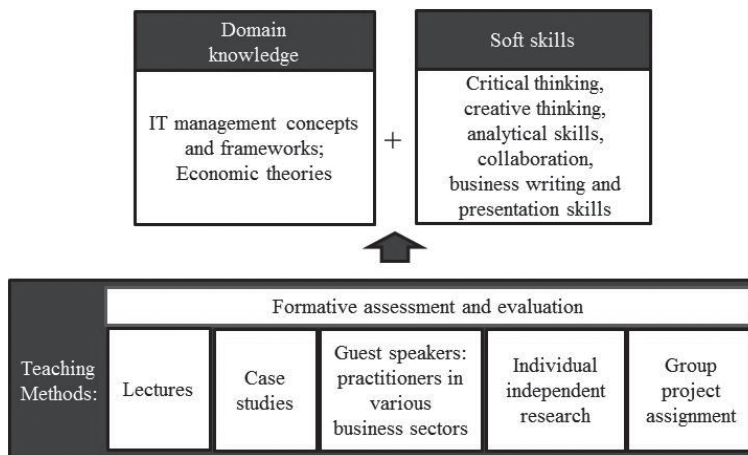 Domain
knowledge
IT management concepts
and frameworks;
Economic theories
+
Soft skills
Critical thinking,
creative thinking,
analytical skills,
collaboration,
business writing and
presentation skills
Teaching
Methods:
Formative assessment and evaluation
Lectures
Case
studies
Guest speakers:
practitioners in
various
business sectors
Individual
independent
research
Group
project
assignment